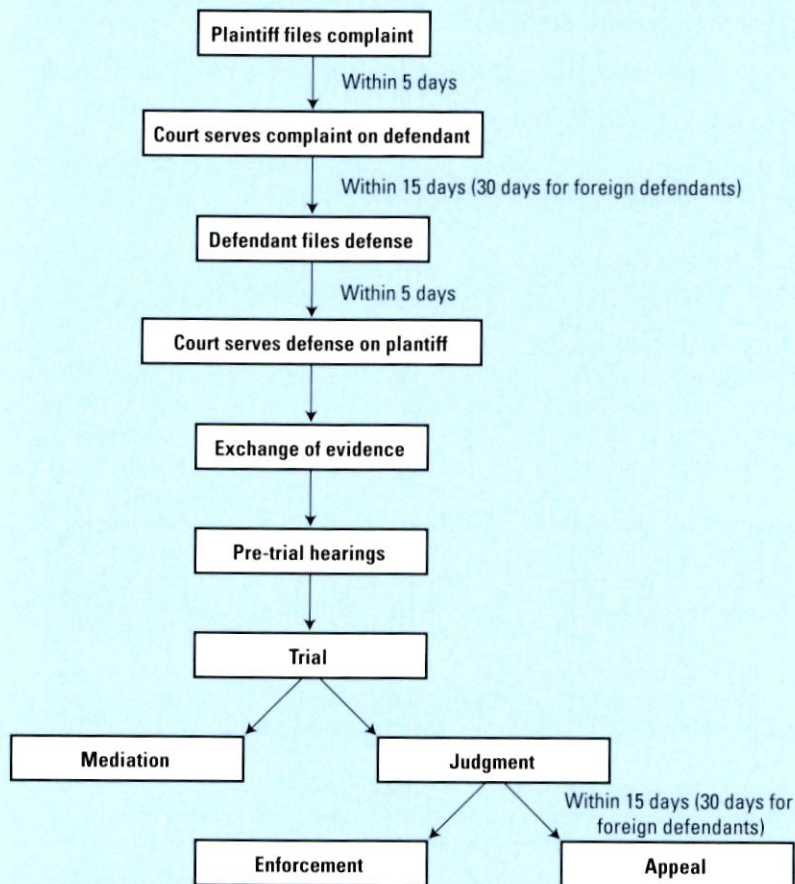 Plaintiff files complaint
Within 5 days
Court serves complaint on defendant
Within 15 days (30 days for foreign defendants)
Defendant files defense
Within 5 days
Court serves defense on plantiff
Exchange of evidence
Pre-trial hearings
Trial
Mediation
Judgment
Within 15 days (30 days for
foreign defendants)
Enforcement
Appeal